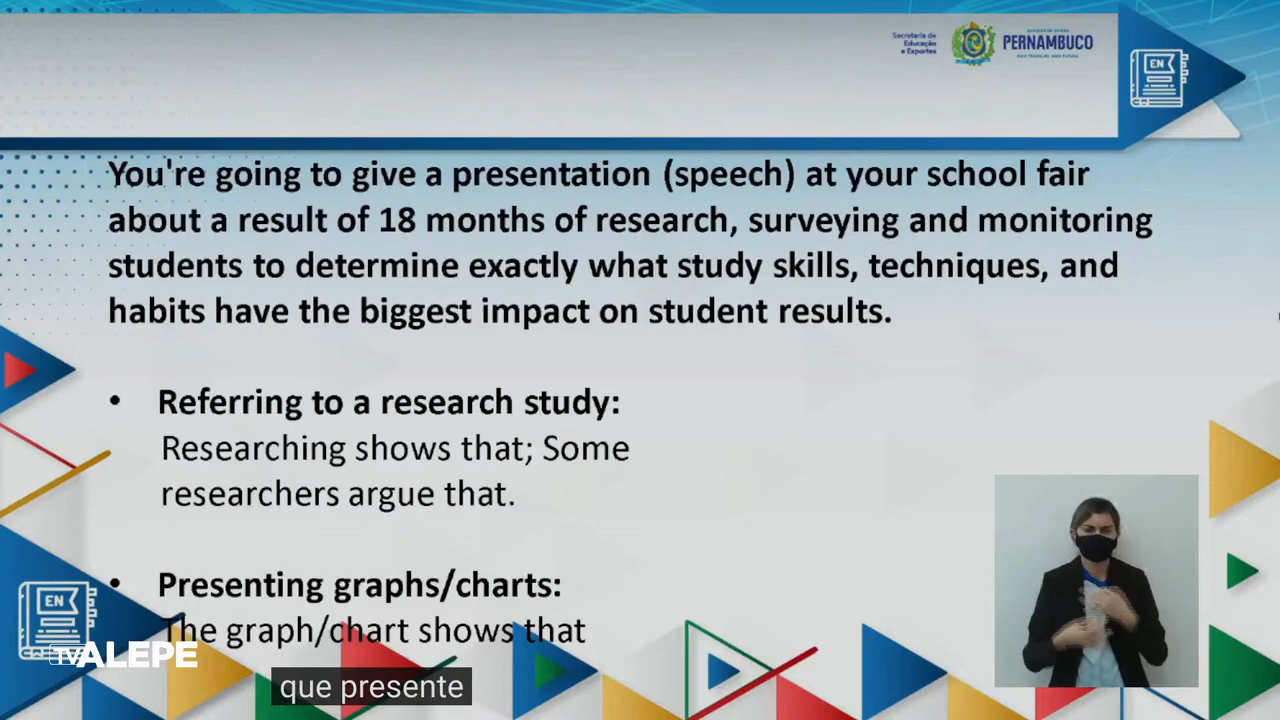 Secretaria de
Educação
e Esportes
PERNAMBUCO
EN
You're going to give a presentation (speech) at your school fair
about a result of 18 months of research, surveying and monitoring
students to determine exactly what study skills, techniques, and
habits have the biggest impact on student results.
• Referring to a research study:
Researching shows that; Some
researchers argue that.
• Presenting graphs/charts:
The graph/chart shows that
EN
TV ALEPE
que presente